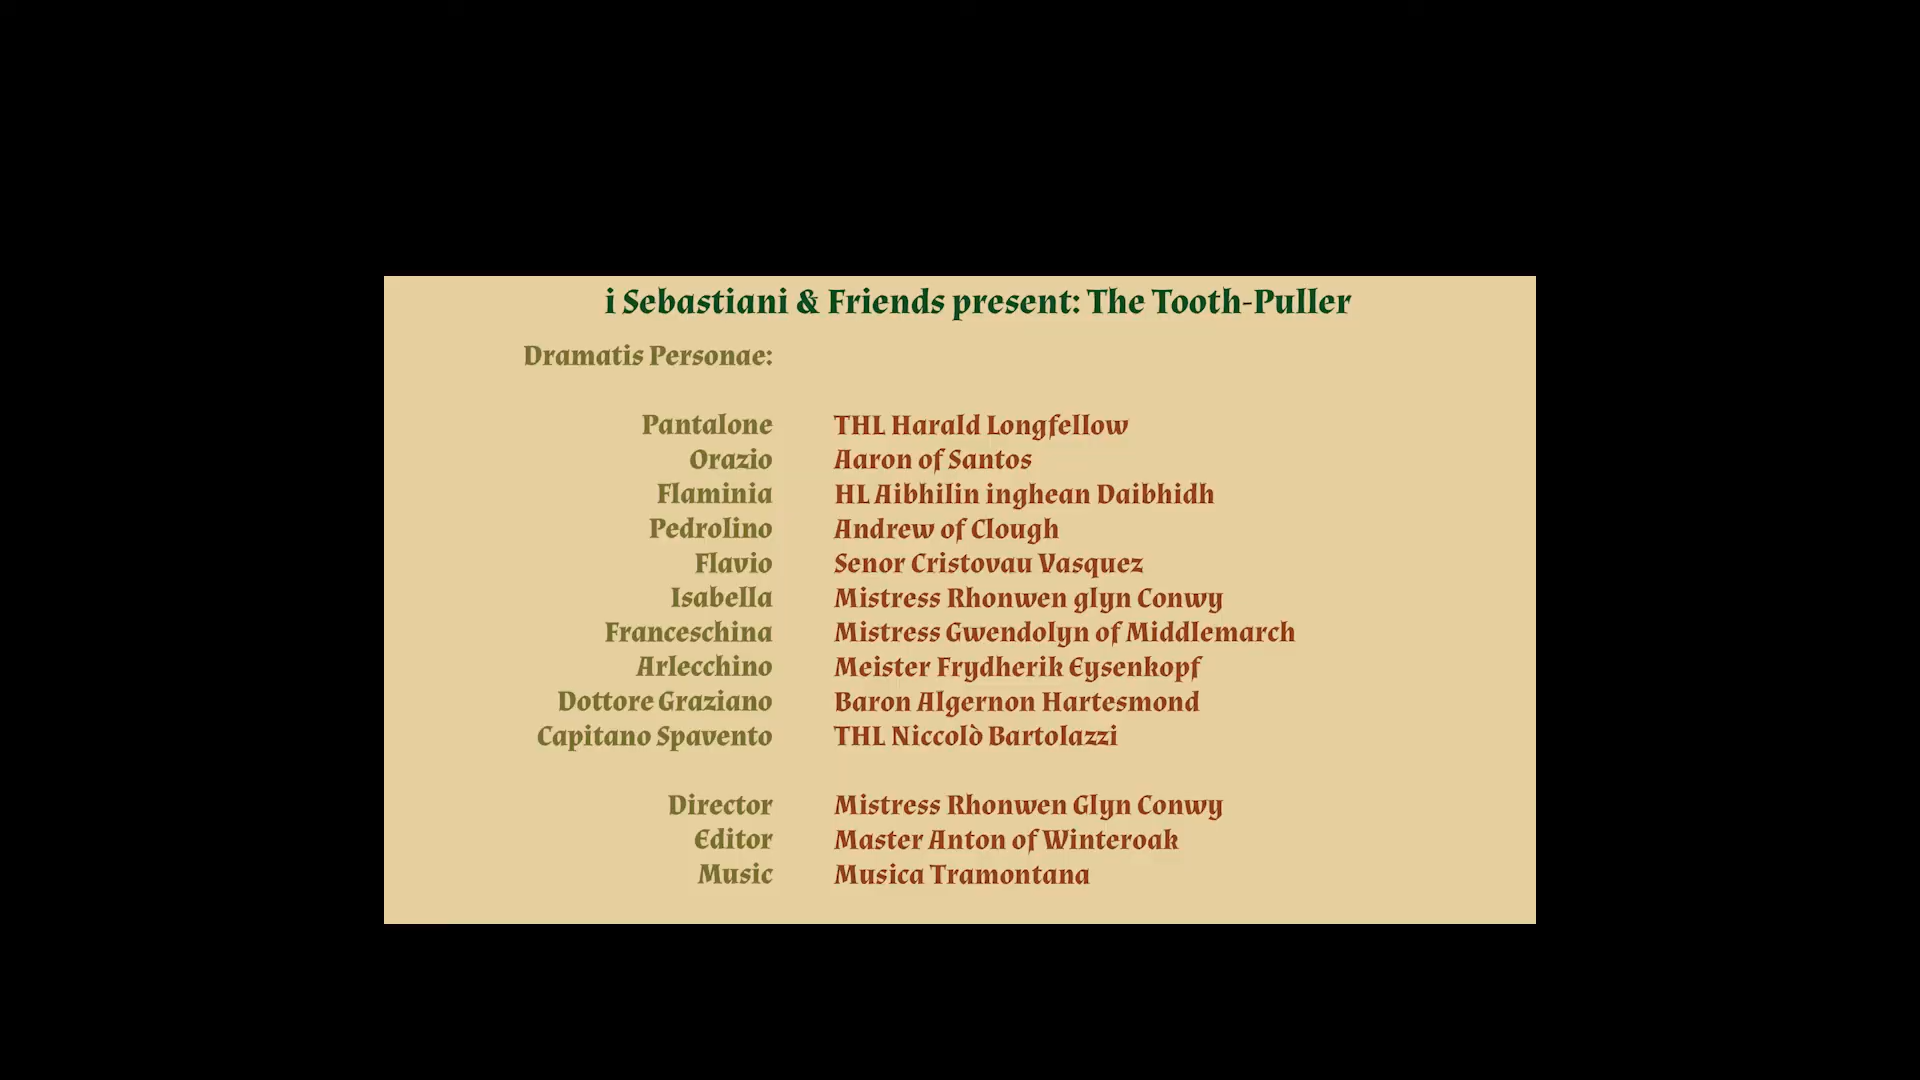 i Sebastiani & Friends present: The Tooth-Puller
Dramatis Personae:
Pantalone THL Harald Longfellow
Orazio Aaron of Santos
Flaminia HL Aibhilin inghean Daibhidh
Pedrolino Andrew of Clough
Flavio Senor Cristovau Vasquez
Isabella Mistress Rhonwen glyn Conwy
Franceschina Mistress Gwendolyn of Middlemarch
Arlecchino Meister Frydherik Eysenkopf
Dottore Graziano Baron Algernon Hartesmond
Capitano Spavento THL Niccolò Bartolazzi
Director Mistress Rhonwen Glyn Conwy
Editor Master Anton of Winteroak
Music Musica Tramontana